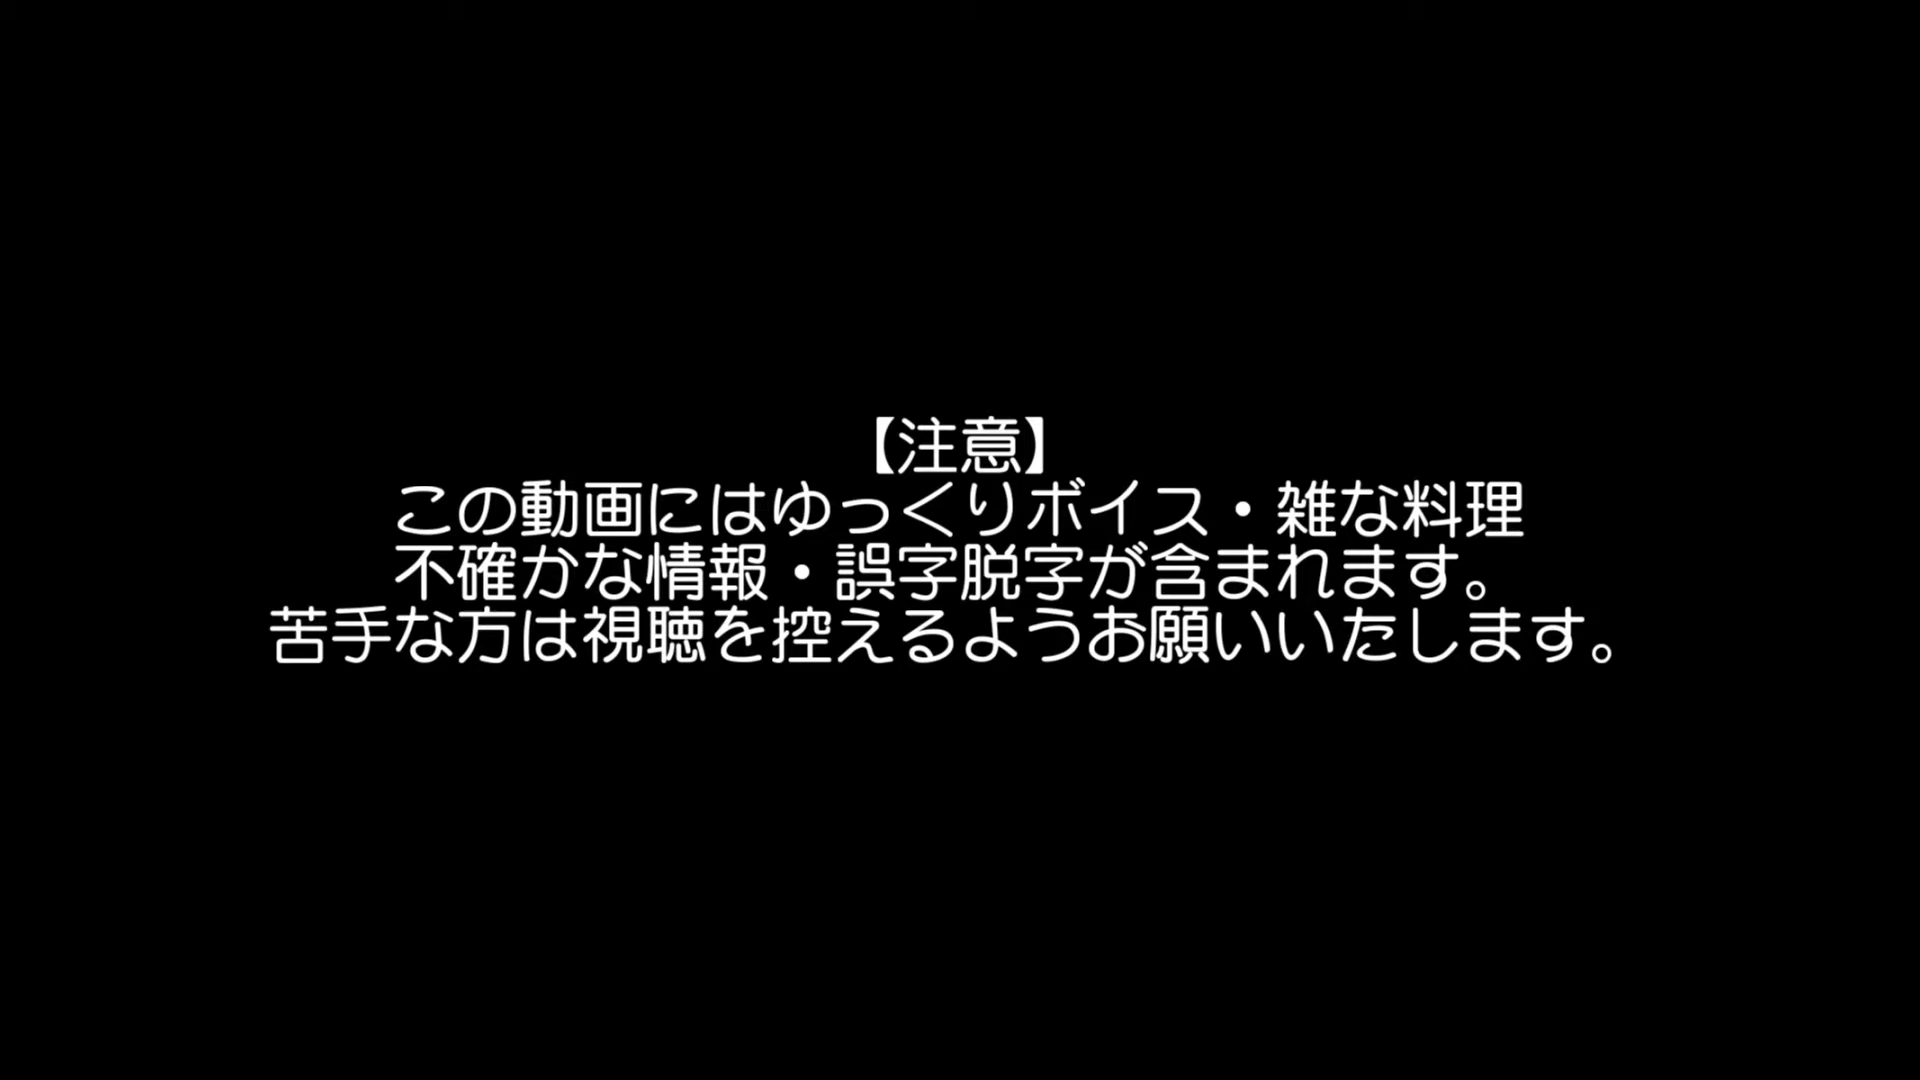 【注意】
この動画にはゆっくりボイス・雑な料理
不確かな情報・誤字脱字が含まれます。
苦手な方は視聴を控えるようお願いいたします。